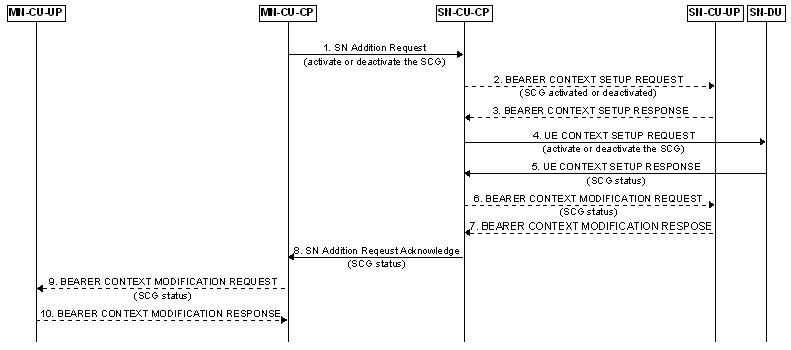 MN-CU-UP
MN-CU-CP
SN-CU-CP
SN-CU-UP
SN-DU
1. SN Addition Request
(activate or deactivate the SCG)
2. BEARER CONTEXT SETUP REQUEST
(SCG activated or deactivated)
3. BEARER CONTEXT SETUP RESPONSE
4. UE CONTEXT SETUP REQUEST
(activate or deactivate the SCG)
5. UE CONTEXT SETUP RESPONSE
(SCG status)
6. BEARER CONTEXT MODIFICATION REQUEST
(SCG status)
7. BEARER CONTEXT MODIFICATION RESPOSE
8. SN Addition Reqeust Acknowledge
(SCG status)
9. BEARER CONTEXT MODIFICATION REQUEST
(SCG status)
10. BEARER CONTEXT MODIFICATION RESPONSE